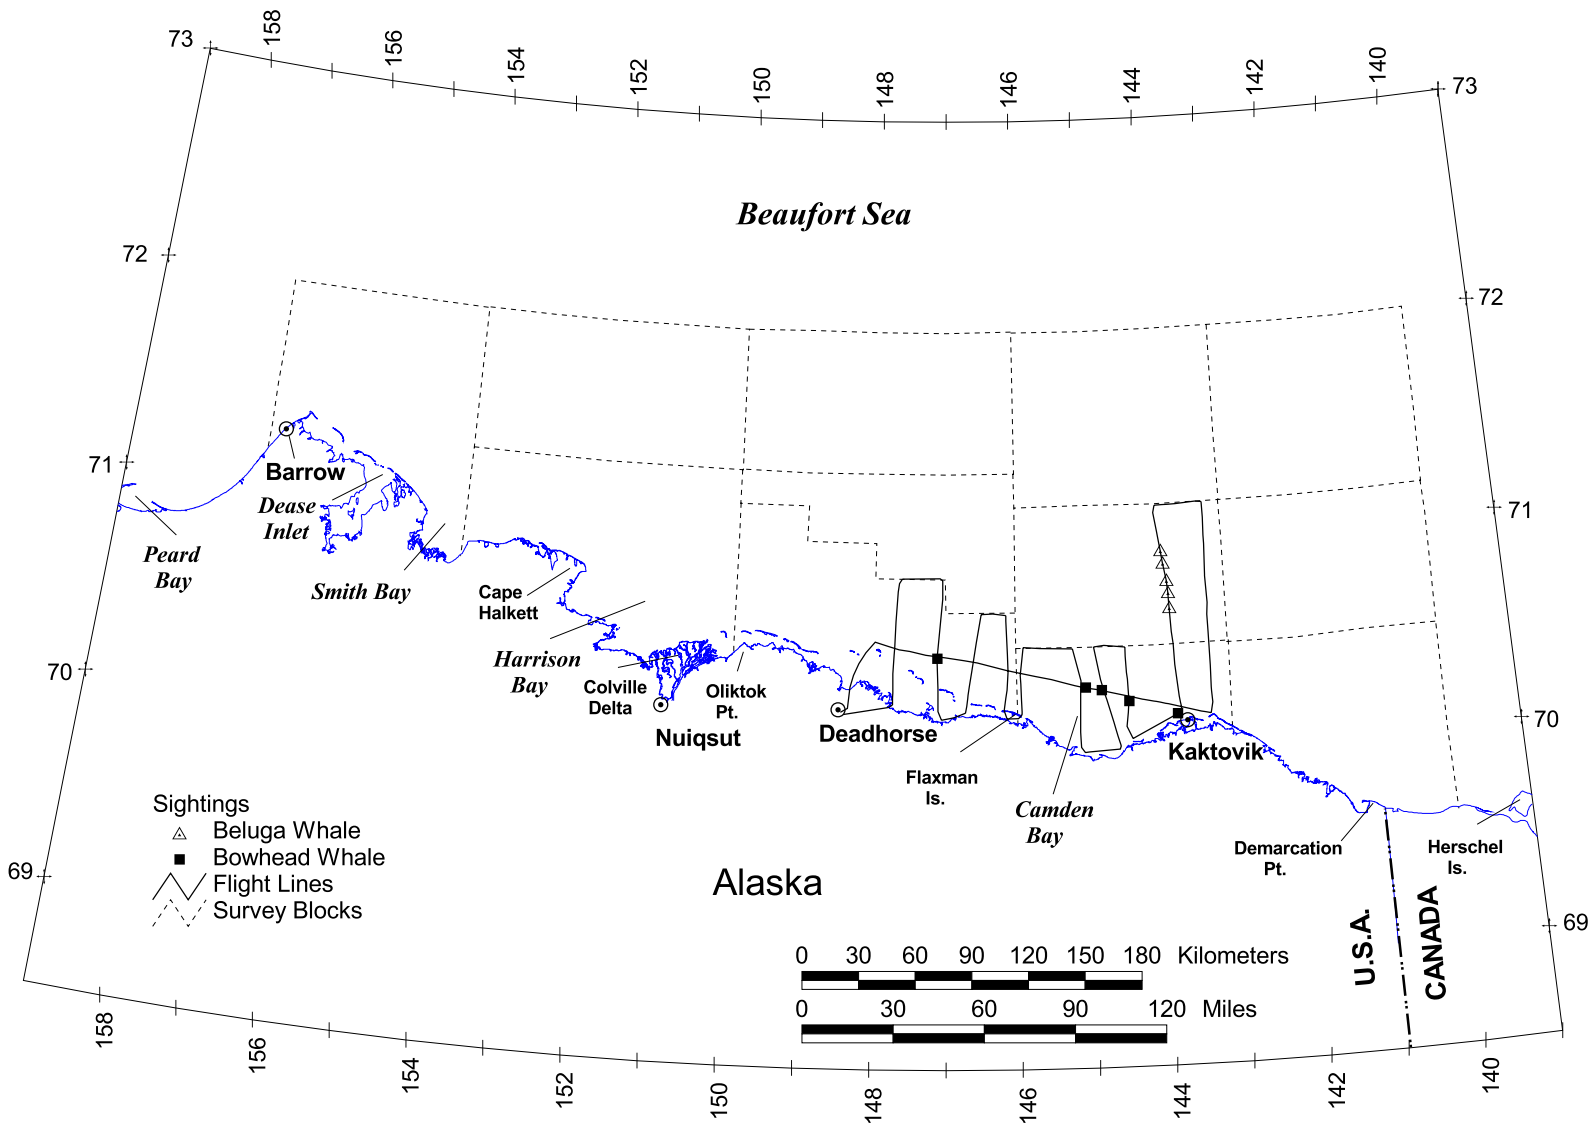 158
156
154
152
150
148
146
144
142
140
73
73
Beaufort Sea
72
72
71
71
Barrow
Dease
Inlet
Peard
Bay
Smith Bay
Cape
Halkett
Harrison
Bay
Colville
Delta
Oliktok
Pt.
Nuiqsut
Deadhorse
Flaxman
Is.
Camden
Bay
Kaktovik
70
70
Demarcation
Pt.
Herschel
Is.
Sightings
Beluga Whale
Bowhead Whale
Flight Lines
Survey Blocks
69
69
Alaska
U.S.A.
CANADA
0 30 60 90 120 150 180 Kilometers
0 30 60 90 120 Miles
158
156
154
152
150
148
146
144
142
140